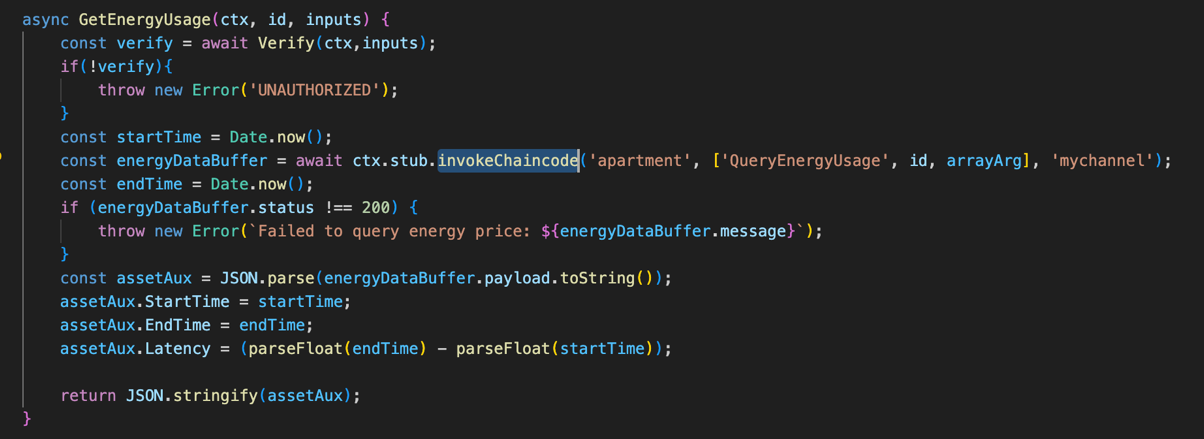 async GetEnergyUsage(ctx, id, inputs) {
const verify = await Verify(ctx,inputs);
if(!verify){
throw new Error('UNAUTHORIZED');
}
const startTime = Date.now();
const energyDataBuffer = await ctx.stub.invokeChaincode('apartment', ['QueryEnergyUsage', id, arrayArg], 'mychannel');
const endTime = Date.now();
if (energyDataBuffer.status !== 200) {
throw new Error(`Failed to query energy price: ${energyDataBuffer.message}`);
}
const assetAux = JSON.parse(energyDataBuffer.payload.toString());
assetAux.StartTime = startTime;
assetAux.EndTime = endTime;
assetAux.Latency = (parseFloat(endTime) - parseFloat(startTime));
return JSON.stringify(assetAux);
}